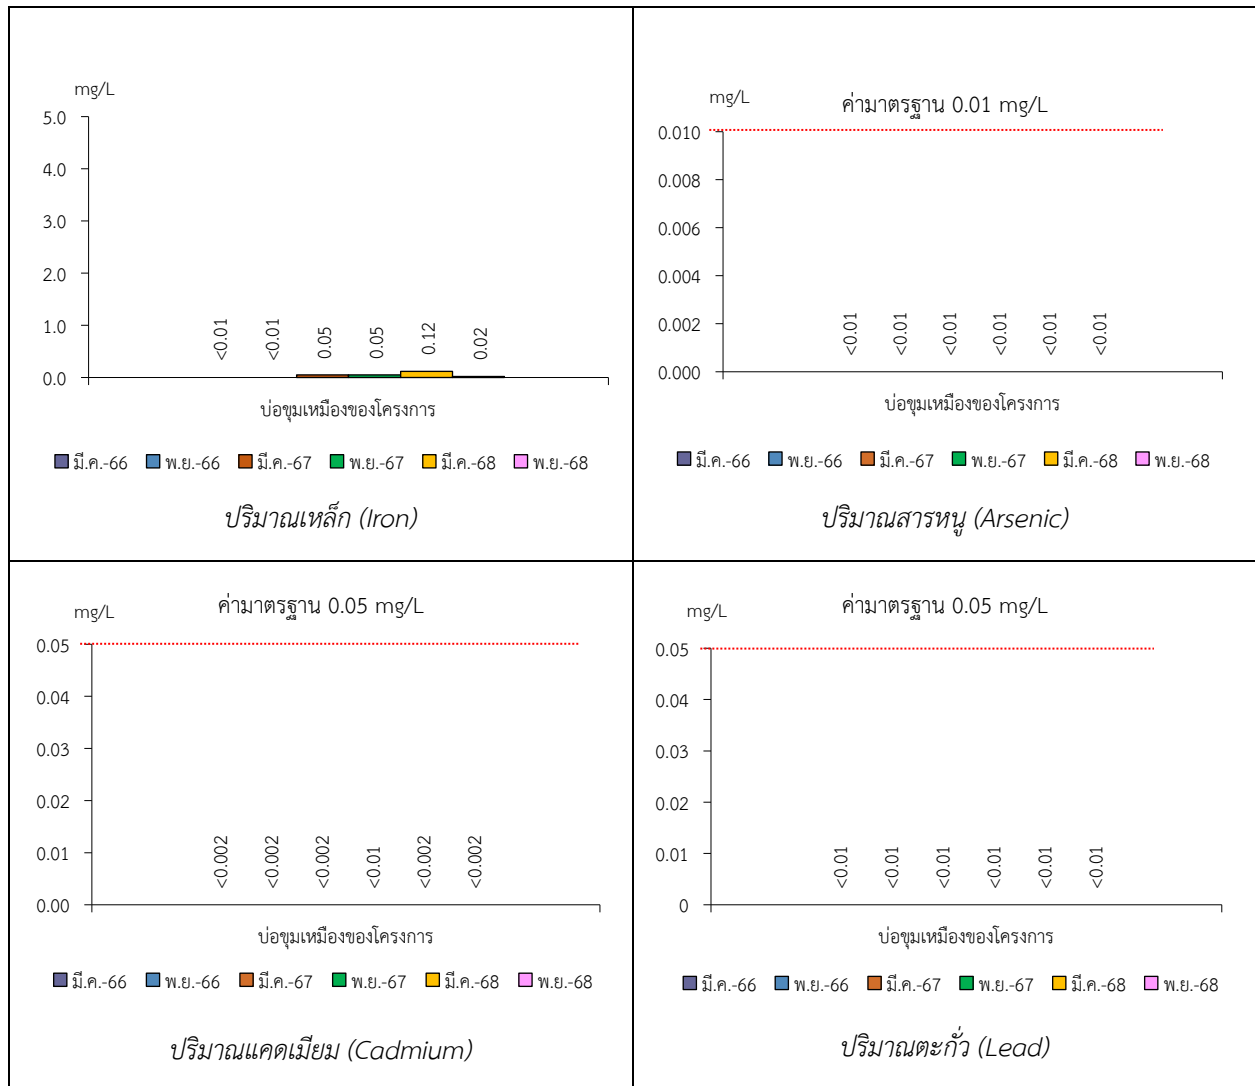 mg/L
5.0
4.0
3.0
2.0
1.0
0.0
<0.01 <0.01 0.05 0.05 0.12 0.02
บ่อขุมเหมืองของโครงการ
มี.ค.-66 พ.ย.-66 มี.ค.-67 พ.ย.-67 มี.ค.-68 พ.ย.-68
ปริมาณเหล็ก (Iron)
mg/L
ค่ามาตรฐาน 0.01 mg/L
0.010
0.008
0.006
0.004
0.002
0.000
<0.01 <0.01 <0.01 <0.01 <0.01 <0.01
บ่อขุมเหมืองของโครงการ
มี.ค.-66 พ.ย.-66 มี.ค.-67 พ.ย.-67 มี.ค.-68 พ.ย.-68
ปริมาณสารหนู (Arsenic)
mg/L
ค่ามาตรฐาน 0.05 mg/L
0.05
0.04
0.03
0.02
0.01
0.00
<0.002 <0.002 <0.002 <0.01 <0.002 <0.002
บ่อขุมเหมืองของโครงการ
มี.ค.-66 พ.ย.-66 มี.ค.-67 พ.ย.-67 มี.ค.-68 พ.ย.-68
ปริมาณแคดเมียม (Cadmium)
mg/L
ค่ามาตรฐาน 0.05 mg/L
0.05
0.04
0.03
0.02
0.01
0
<0.01 <0.01 <0.01 <0.01 <0.01 <0.01
บ่อขุมเหมืองของโครงการ
มี.ค.-66 พ.ย.-66 มี.ค.-67 พ.ย.-67 มี.ค.-68 พ.ย.-68
ปริมาณตะกั่ว (Lead)